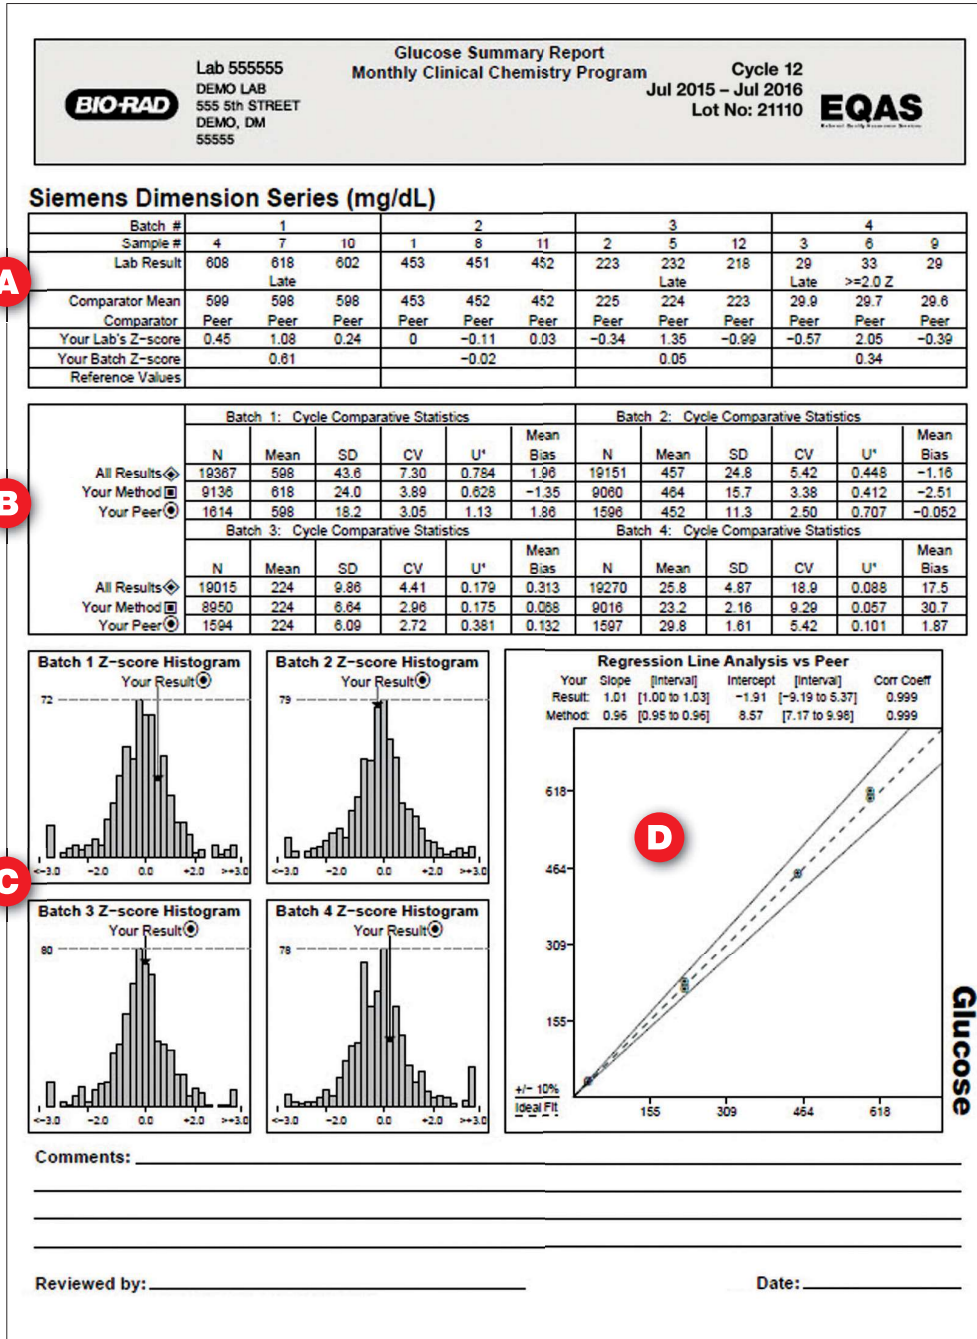 Glucose Summary Report
Monthly Clinical Chemistry Program
BIO-RAD
Lab 555555
DEMO LAB
555 5th STREET
DEMO, DM
55555
Cycle 12
Jul 2015 – Jul 2016
Lot No: 21110
EQAS
Siemens Dimension Series (mg/dL)
Batch # 1 2 3 4
Sample # 4 7 10 1 8 11 2 5 12 3 6 9
A
Lab Result 608 618 602 453 451 452 223 232 218 29 33 29
Late Late Late >=2.0 Z
Comparator Mean 599 598 598 453 452 452 225 224 223 29.9 29.7 29.6
Comparator Peer Peer Peer Peer Peer Peer Peer Peer Peer Peer Peer Peer
Your Lab's Z-score 0.45 1.08 0.24 0 −0.11 0.03 −0.34 1.35 −0.99 −0.57 2.05 −0.39
Your Batch Z-score 0.61 −0.02 0.05 0.34
Reference Values
Batch 1: Cycle Comparative Statistics Batch 2: Cycle Comparative Statistics
N Mean SD CV U* Mean Bias N Mean SD CV U* Mean Bias
All Results 19367 598 43.6 7.30 0.784 1.96 19151 457 24.8 5.42 0.448 −1.16
B
Your Method 9136 618 24.0 3.89 0.628 −1.35 9060 464 15.7 3.38 0.412 −2.51
Your Peer 1614 598 18.2 3.05 1.13 1.86 1596 452 11.3 2.50 0.707 −0.052
Batch 3: Cycle Comparative Statistics Batch 4: Cycle Comparative Statistics
N Mean SD CV U* Mean Bias N Mean SD CV U* Mean Bias
All Results 19015 224 9.86 4.41 0.179 0.313 19270 25.8 4.87 18.9 0.088 17.5
Your Method 8950 224 6.64 2.96 0.175 0.068 9016 23.2 2.16 9.29 0.057 30.7
Your Peer 1594 224 6.09 2.72 0.381 0.132 1597 29.8 1.61 5.42 0.101 1.87
Batch 1 Z-score Histogram
Your Result
72
<-3.0 -2.0 0.0 +2.0 >+3.0
Batch 2 Z-score Histogram
Your Result
79
<-3.0 -2.0 0.0 +2.0 >+3.0
C
Batch 3 Z-score Histogram
Your Result
80
<-3.0 -2.0 0.0 +2.0 >+3.0
Batch 4 Z-score Histogram
Your Result
78
<-3.0 -2.0 0.0 +2.0 >+3.0
Regression Line Analysis vs Peer
Your Slope [Interval] Intercept [Interval] Corr Coeff
Result: 1.01 [1.00 to 1.03] −1.91 [−9.19 to 5.37] 0.999
Method: 0.96 [0.95 to 0.96] 8.57 [7.17 to 9.98] 0.999
618
D
464
309
155
+/− 10%
Ideal Fit
155 309 464 618
Glucose
Comments:
Reviewed by: Date: